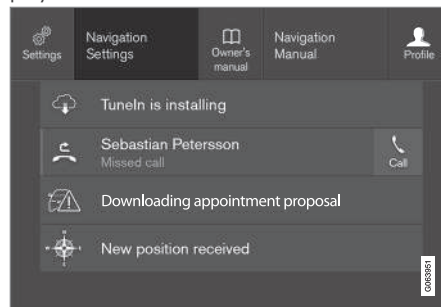 Settings
Navigation
Settings
Owner's
manual
Navigation
Manual
Profile
TuneIn is installing
Sebastian Petersson
Missed call
Call
Downloading appointment proposal
New position received
G063951